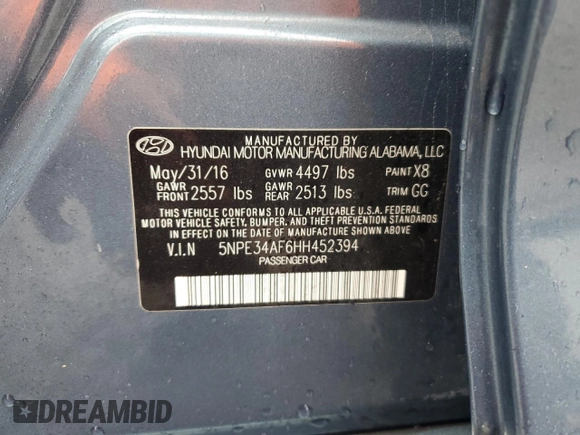 MANUFACTURED BY
HYUNDAI MOTOR MANUFACTURING ALABAMA, LLC
May/31/16 GVWR 4497 lbs PAINT X8
GAWR FRONT 2557 lbs GAWR REAR 2513 lbs TRIM GG
THIS VEHICLE CONFORMS TO ALL APPLICABLE U.S.A. FEDERAL
MOTOR VEHICLE SAFETY, BUMPER, AND THEFT PREVENTION
STANDARDS IN EFFECT ON THE DATE OF MANUFACTURE SHOWN ABOVE.
V.I.N 5NPE34AF6HH452394
PASSENGER CAR
DREAMBID